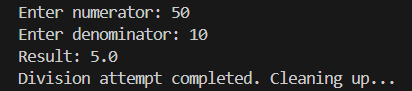 Enter numerator: 50
Enter denominator: 10
Result: 5.0
Division attempt completed. Cleaning up...